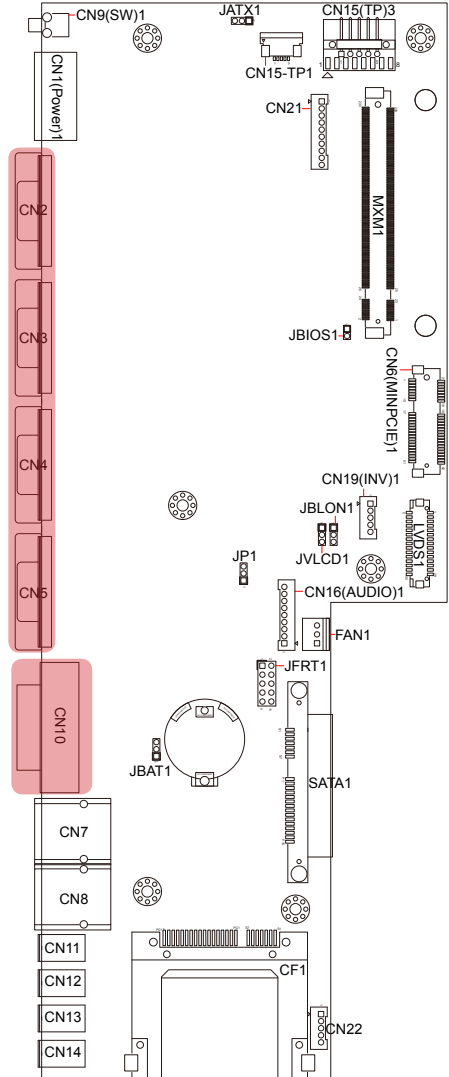 JATX1
CN15(TP)3
CN9(SW)1
CN15-TP1
1
8
CN1(Power)1
CN21
CN2
MXM1
CN3
JBIOS1
CN6(MINPCIE)1
CN4
CN19(INV)1
JBLON1
LVDS1
JVLCD1
JP1
CN5
CN16(AUDIO)1
FAN1
JFRT1
CN10
JBAT1
SATA1
CN7
CN8
CN11
CF1
CN12
CN13
CN22
CN14